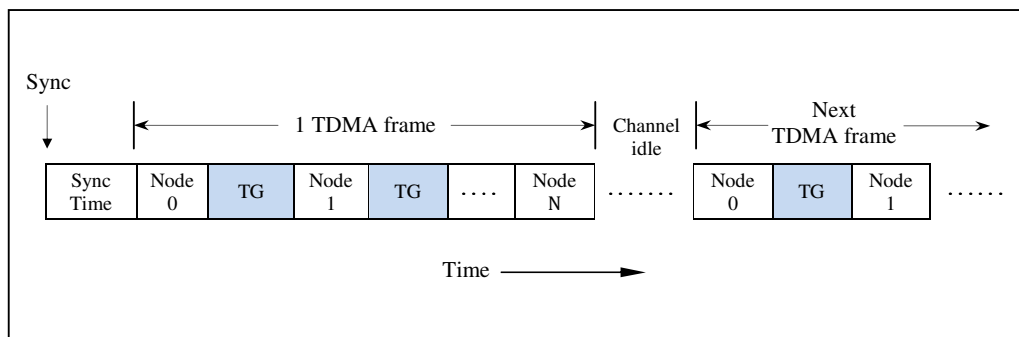 Sync
1 TDMA frame
Channel
idle
Next
TDMA frame
Sync
Time
Node
0
TG
Node
1
TG
....
Node
N
.......
Node
0
TG
Node
1
......
Time